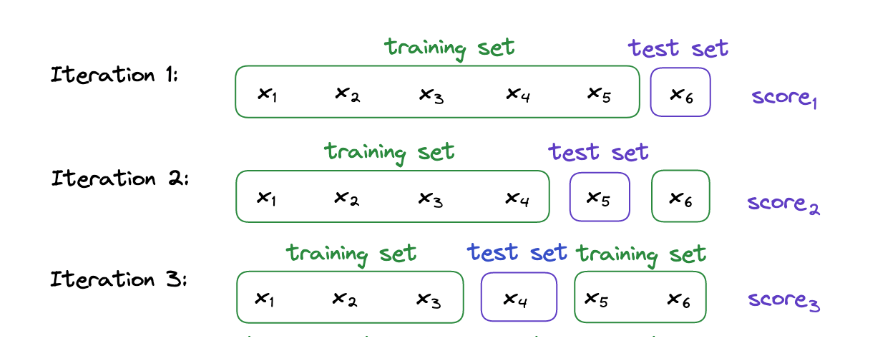 training set test set
Iteration 1: x1 x2 x3 x4 x5 x6 score1
training set test set
Iteration 2: x1 x2 x3 x4 x5 x6 score2
training set test set training set
Iteration 3: x1 x2 x3 x4 x5 x6 score3